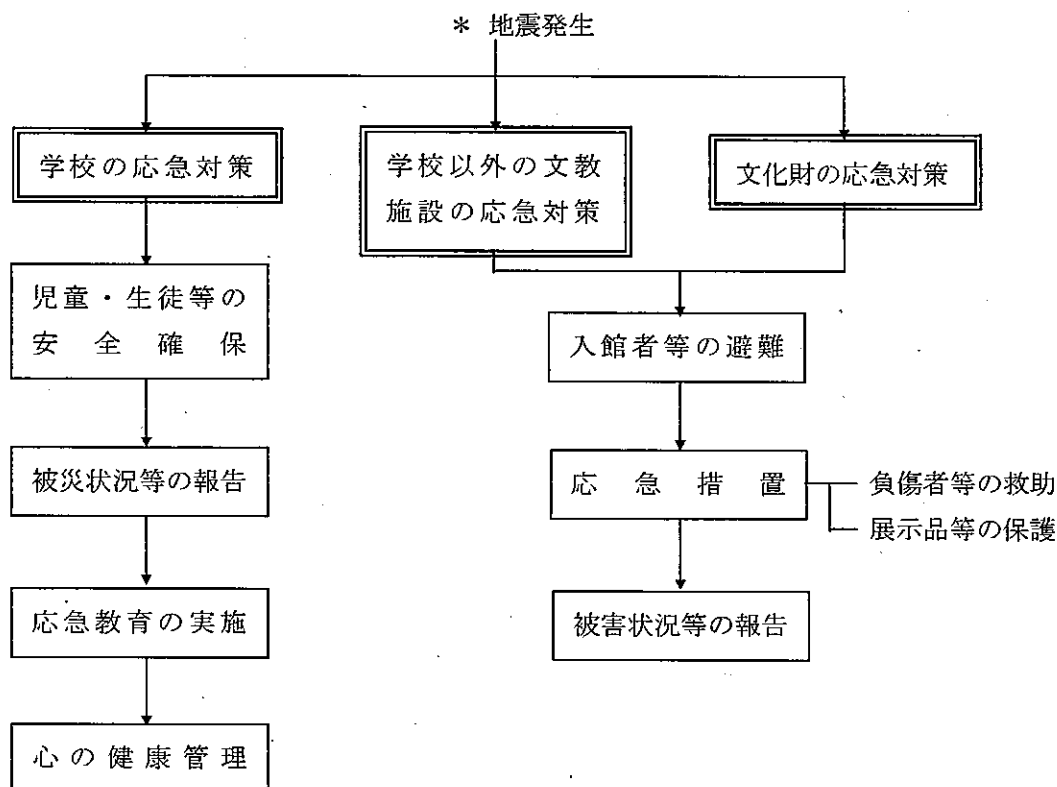 * 地震発生
学校の応急対策
学校以外の文教
施設の応急対策
文化財の応急対策
児童・生徒等の
安全確保
入館者等の避難
被災状況等の報告
応急措置
負傷者等の救助
展示品等の保護
応急教育の実施
被害状況等の報告
心の健康管理